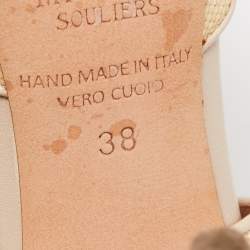 SOULIERS
HAND MADE IN ITALY
VERO CUOIO
38